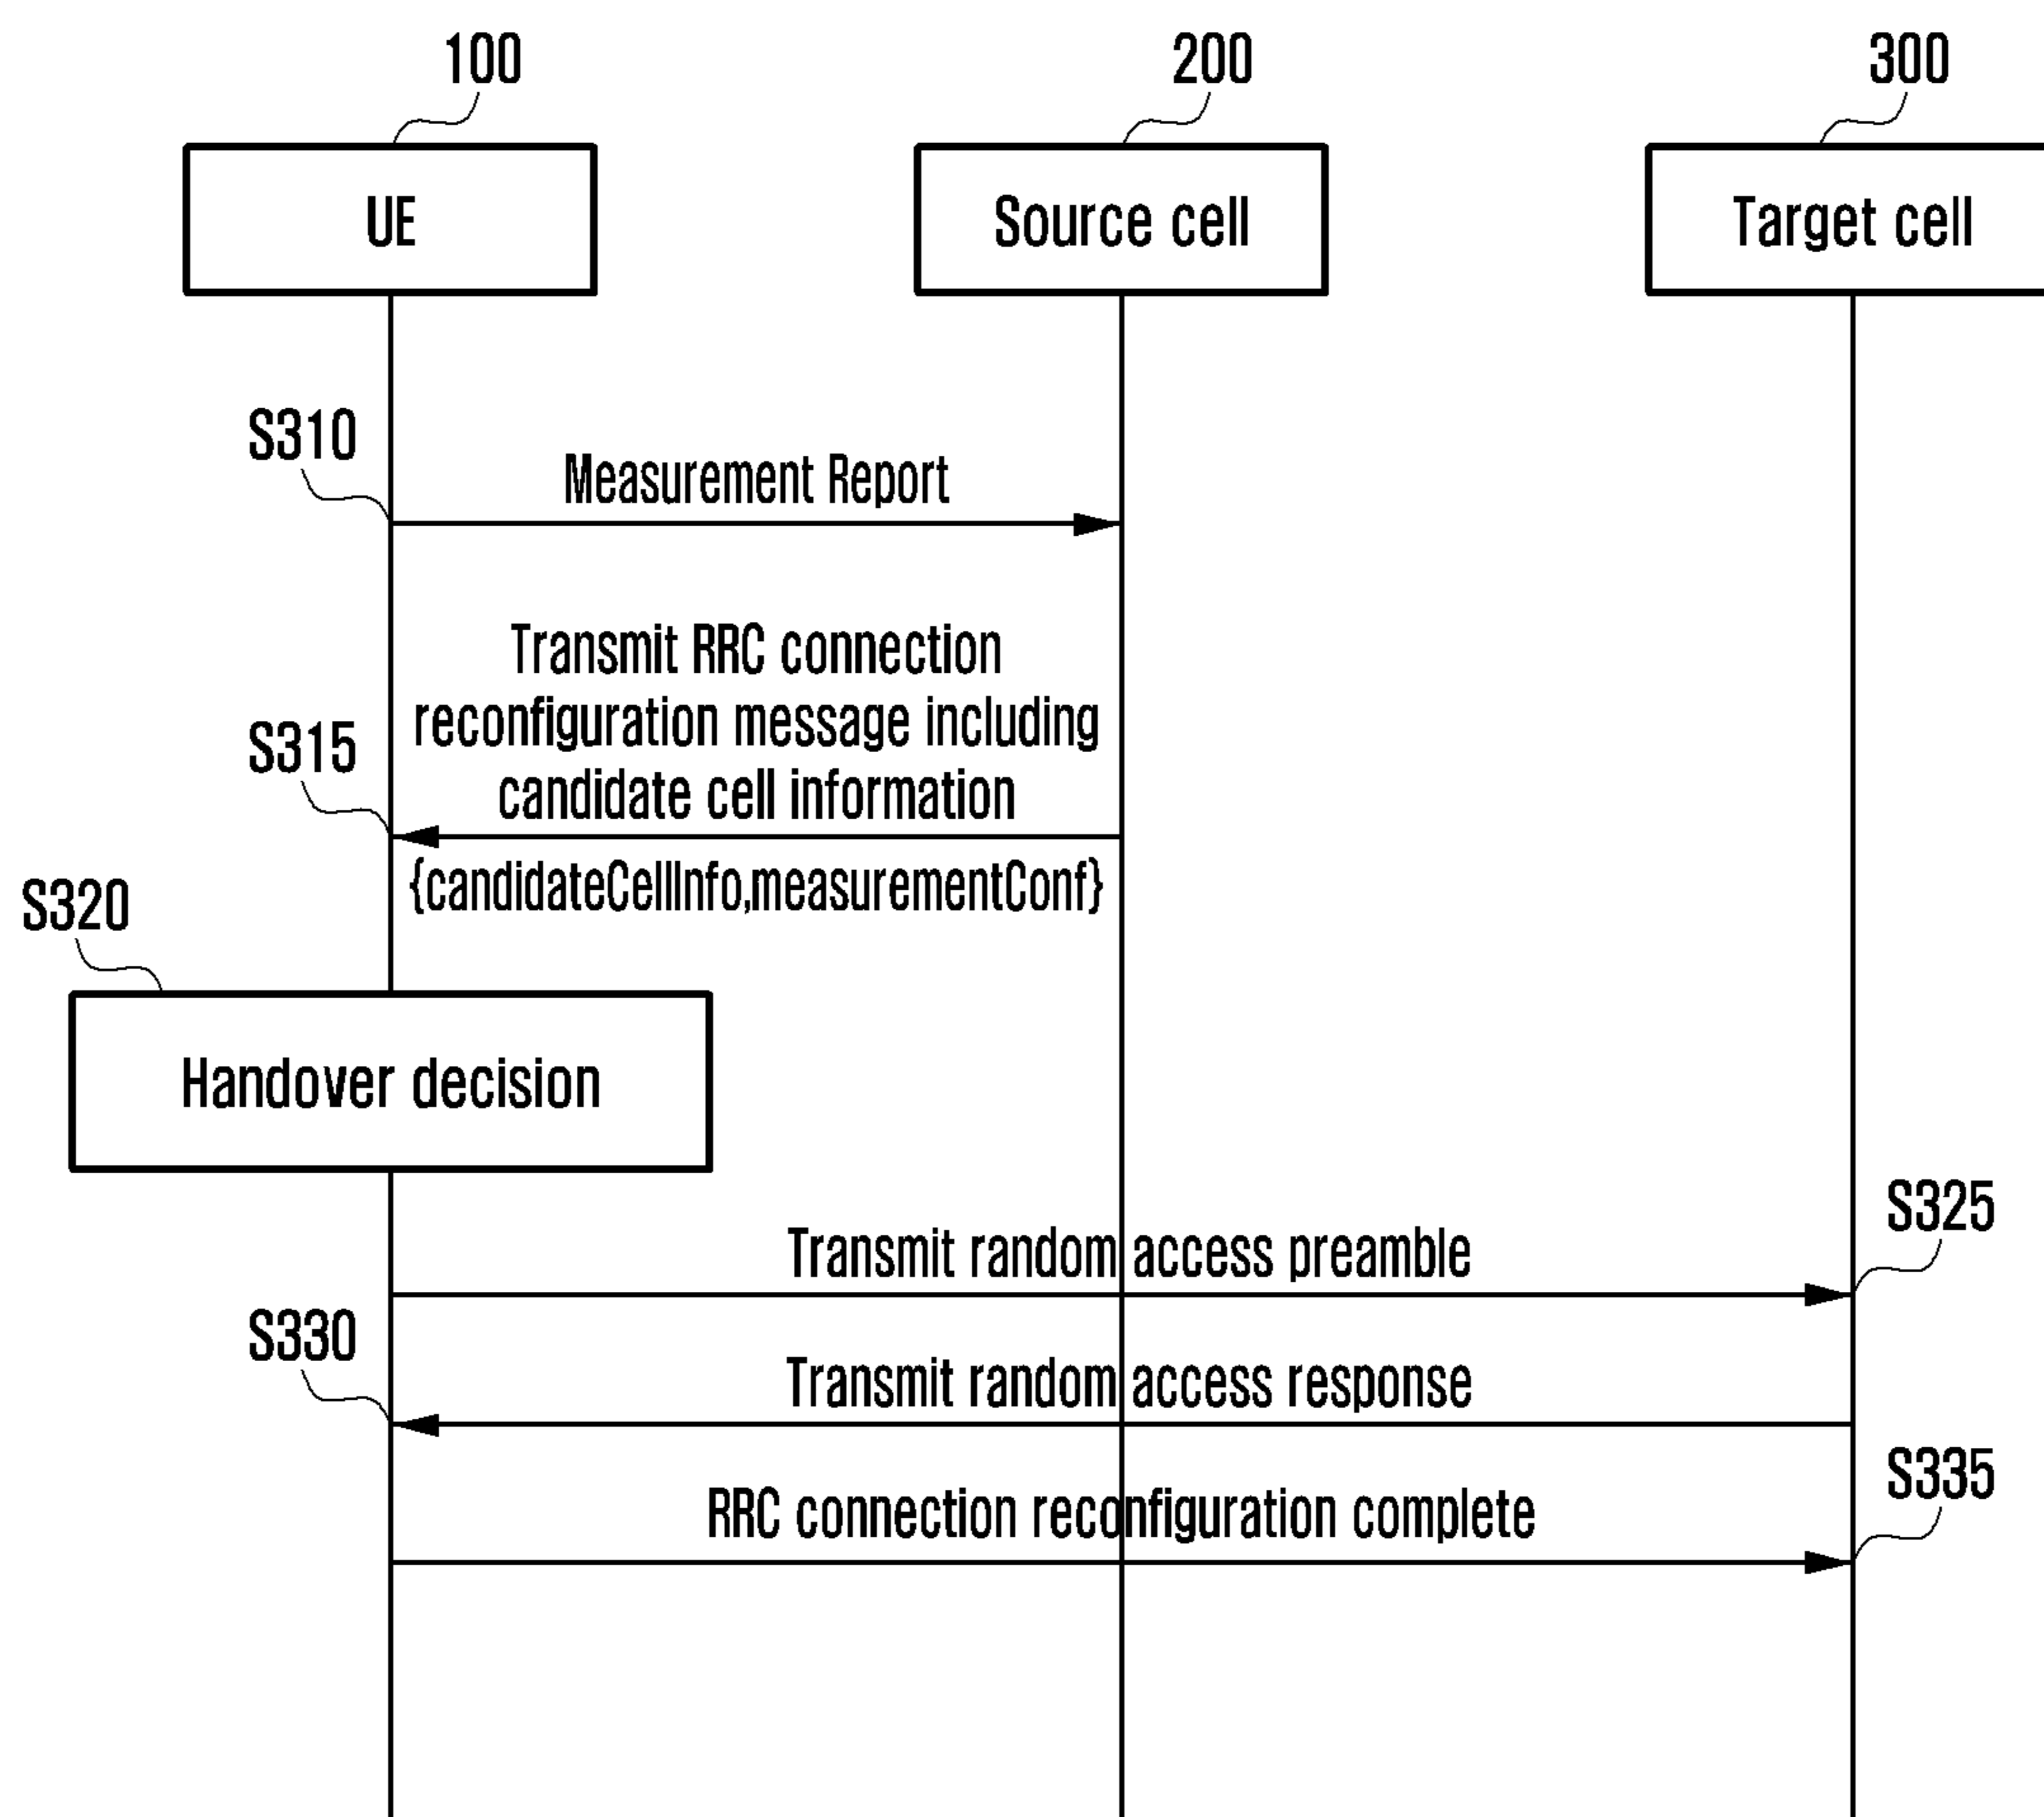 100
200
300
UE
Source cell
Target cell
S310
Measurement Report
Transmit RRC connection
reconfiguration message including
S315
candidate cell information
{candidateCellInfo,measurementConf}
S320
Handover decision
S325
Transmit random access preamble
S330
Transmit random access response
S335
RRC connection reconfiguration complete